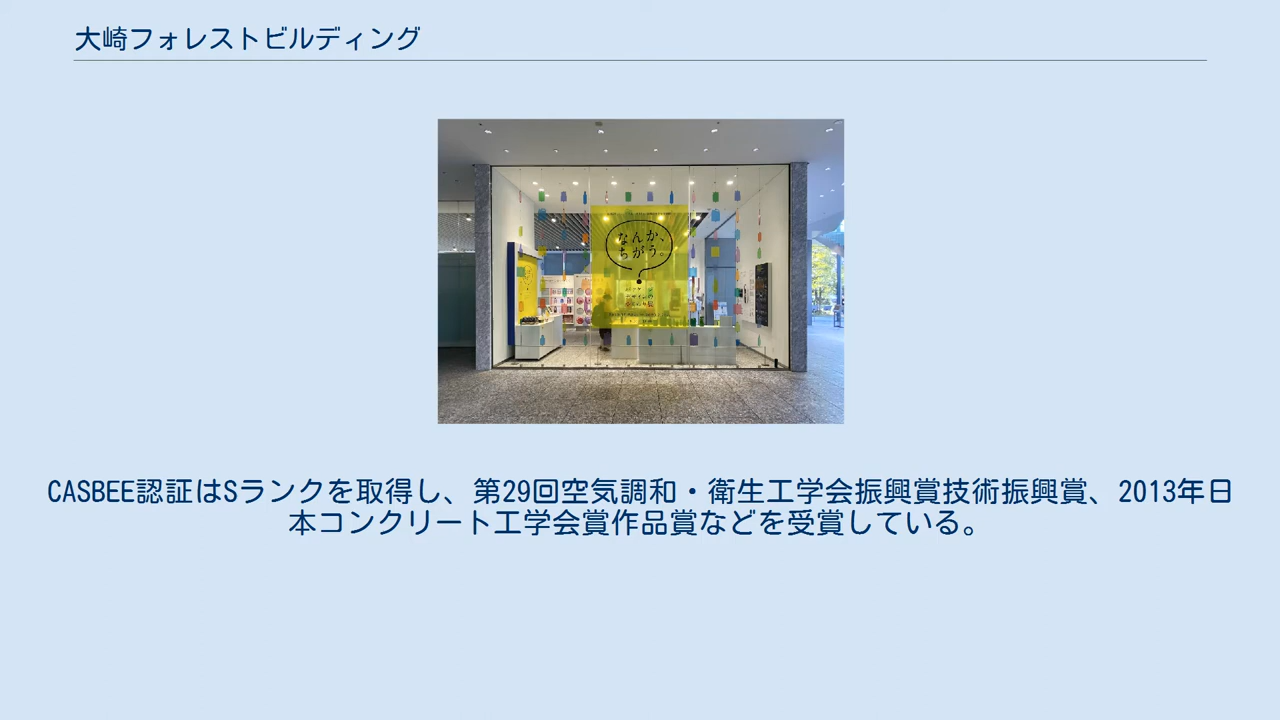 大崎フォレストビルディング
なんか、
ちがう。
CASBEE認証はSランクを取得し、第29回空気調和・衛生工学会振興賞技術振興賞、2013年日
本コンクリート工学会賞作品賞などを受賞している。